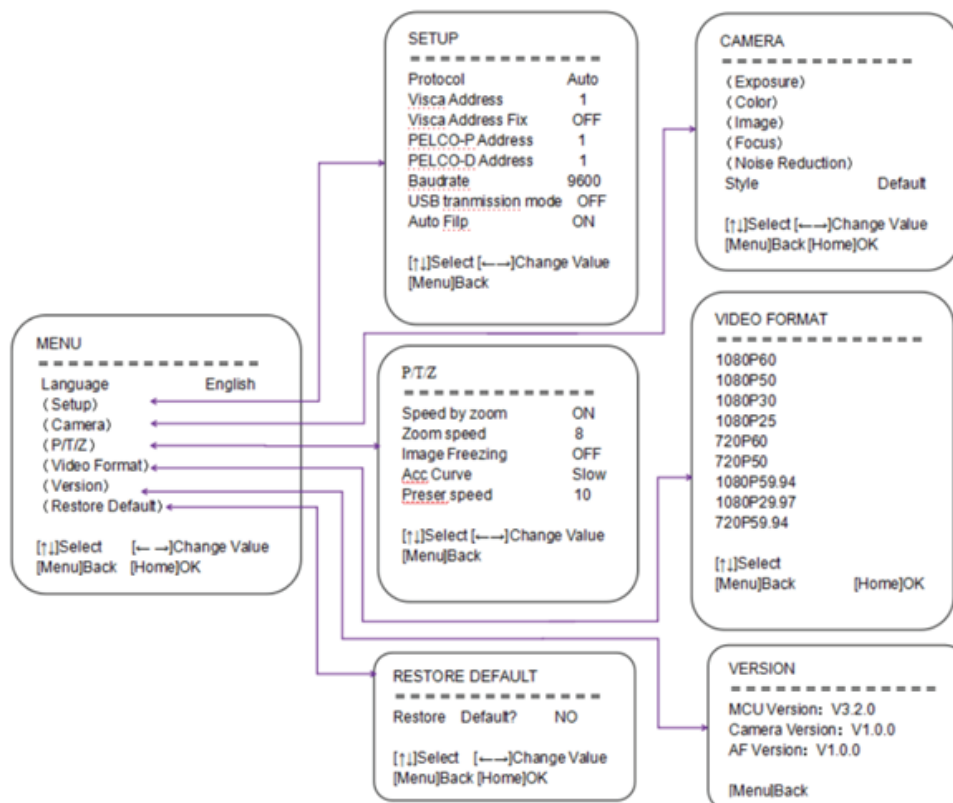 SETUP
= = = = = = = = = = = = =
Protocol Auto
Visca Address 1
Visca Address Fix OFF
PELCO-P Address 1
PELCO-D Address 1
Baudrate 9600
USB tranmission mode OFF
Auto Filp ON
[↑↓]Select [←→]Change Value
[Menu]Back
CAMERA
= = = = = = = = = = = = =
(Exposure)
(Color)
(Image)
(Focus)
(Noise Reduction)
Style Default
[↑↓]Select [←→]Change Value
[Menu]Back [Home]OK
MENU
= = = = = = = = = = = = = =
Language English
(Setup)
(Camera)
(P/T/Z)
(Video Format)
(Version)
(Restore Default)
[↑↓]Select [← →]Change Value
[Menu]Back [Home]OK
P/T/Z
= = = = = = = = = = = = =
Speed by zoom ON
Zoom speed 8
Image Freezing OFF
Acc Curve Slow
Preser speed 10
[↑↓]Select [←→]Change Value
[Menu]Back
VIDEO FORMAT
= = = = = = = = = = = = =
1080P60
1080P50
1080P30
1080P25
720P60
720P50
1080P59.94
1080P29.97
720P59.94
[↑↓]Select
[Menu]Back [Home]OK
RESTORE DEFAULT
= = = = = = = = = = = = =
Restore Default? NO
[↑↓]Select [←→]Change Value
[Menu]Back [Home]OK
VERSION
= = = = = = = = = = = = =
MCU Version: V3.2.0
Camera Version: V1.0.0
AF Version: V1.0.0
[Menu]Back